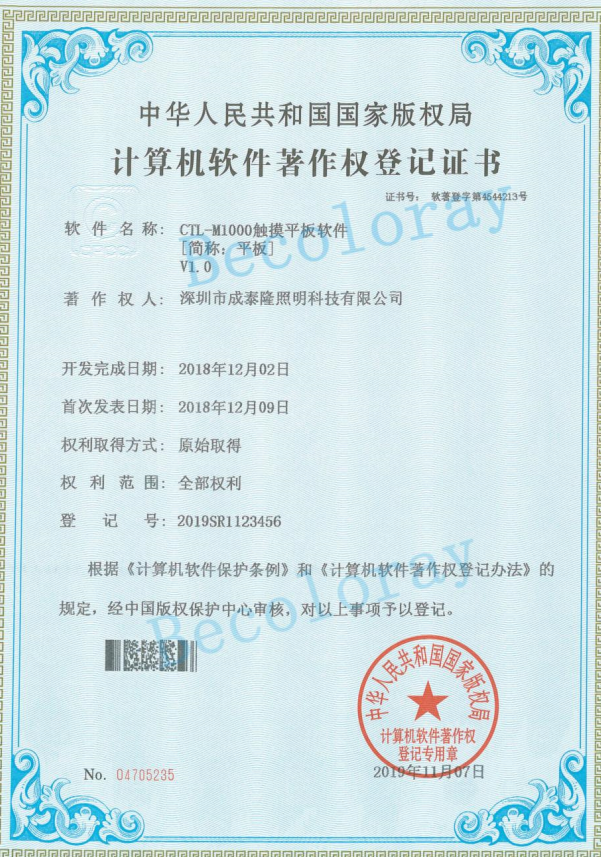 中华人民共和国国家版权局
计算机软件著作权登记证书
证书号： 软著登字第4544213号
软件名称： CTL-M1000触摸平板软件
[简称：平板]
V1.0
著作权人： 深圳市成泰隆照明科技有限公司
开发完成日期： 2018年12月02日
首次发表日期： 2018年12月09日
权利取得方式： 原始取得
权利范围： 全部权利
登记号： 2019SR1123456
根据《计算机软件保护条例》和《计算机软件著作权登记办法》的
规定，经中国版权保护中心审核，对以上事项予以登记。
中华人民共和国国家版权局
计算机软件著作权
登记专用章
No. 04705235
2019年11月07日
Becoloray
Becoloray
CPCC